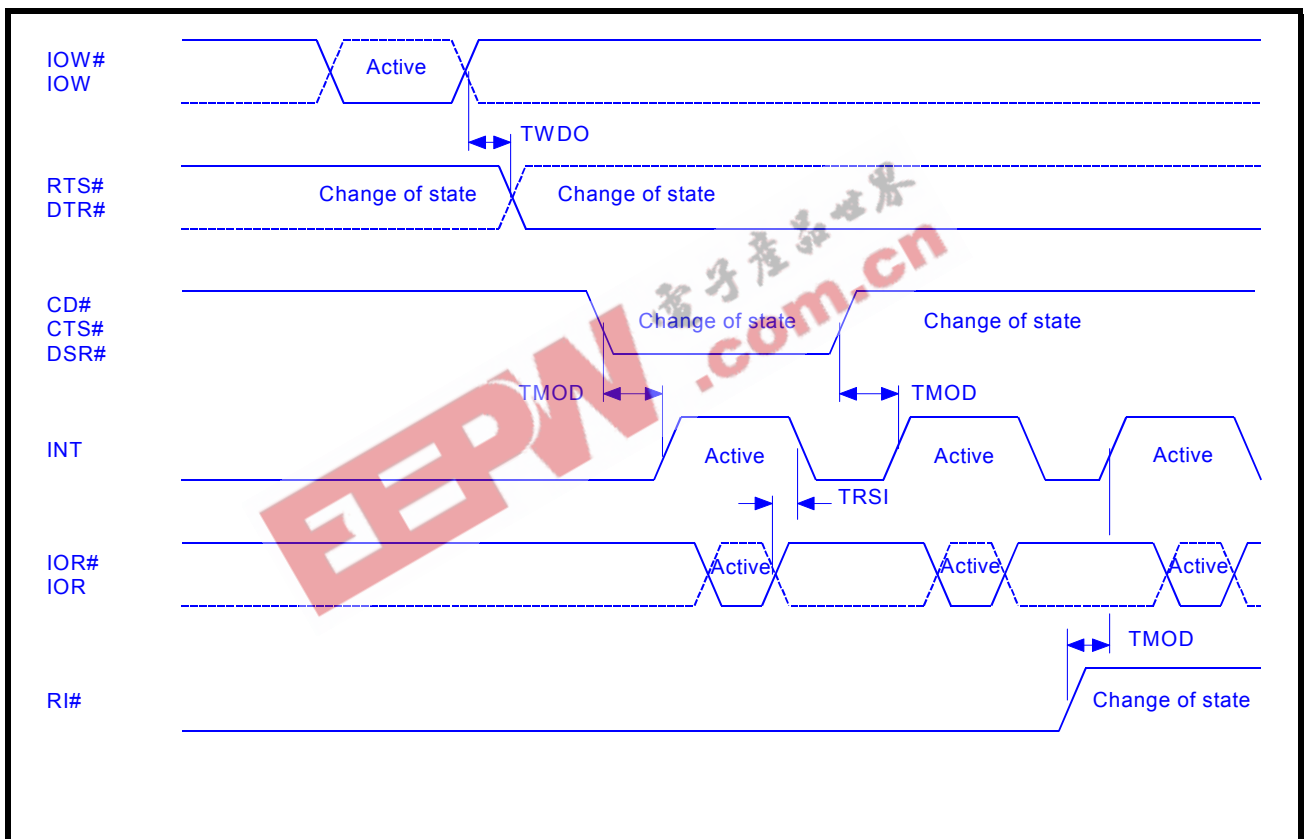 IOW#
IOW
Active
TWDO
RTS#
DTR#
Change of state
Change of state
CD#
CTS#
DSR#
Change of state
Change of state
TMOD
TMOD
INT
Active
Active
Active
TRSI
IOR#
IOR
Active
Active
Active
TMOD
RI#
Change of state
電子產品世界
EEPW
.com.cn